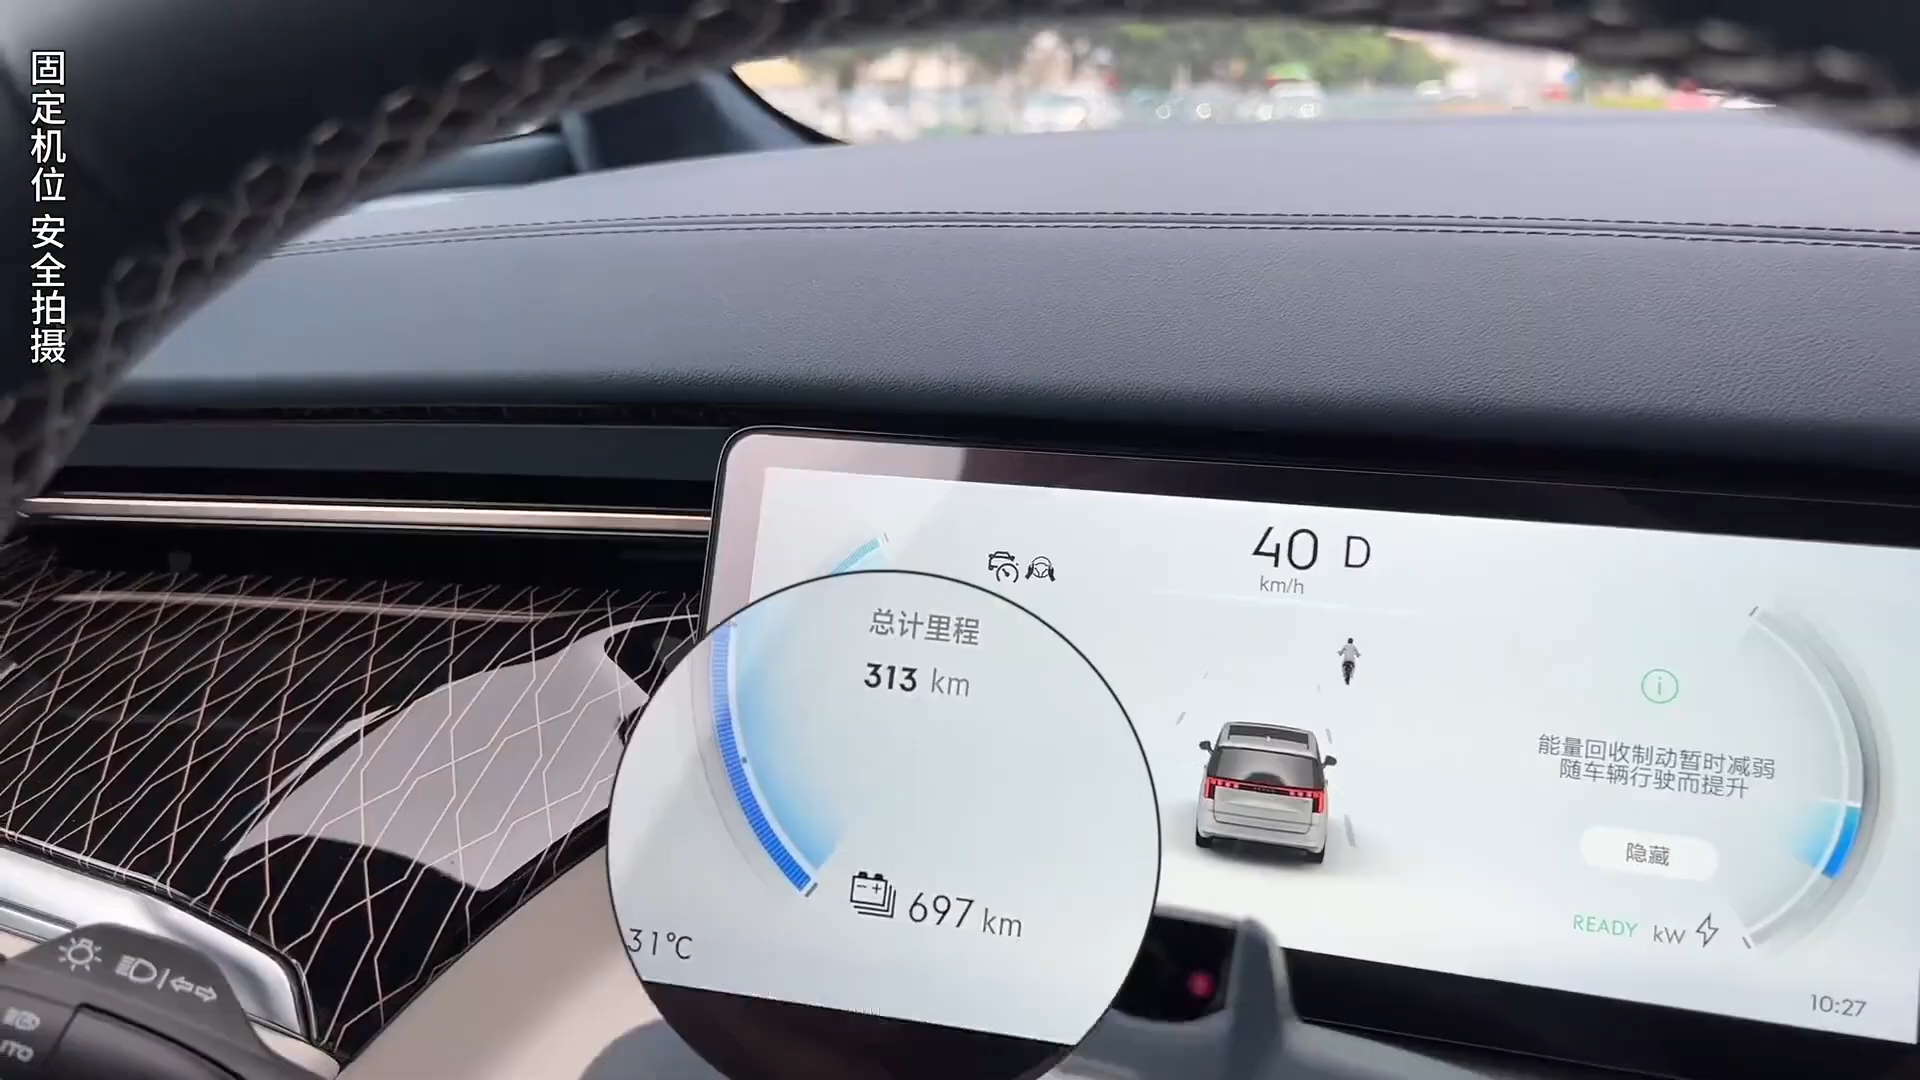 固定机位 安全拍摄
40 D
km/h
总计里程
313 km
能量回收制动暂时减弱
随车辆行驶而提升
隐藏
697 km
READY kW
31°C
10:27